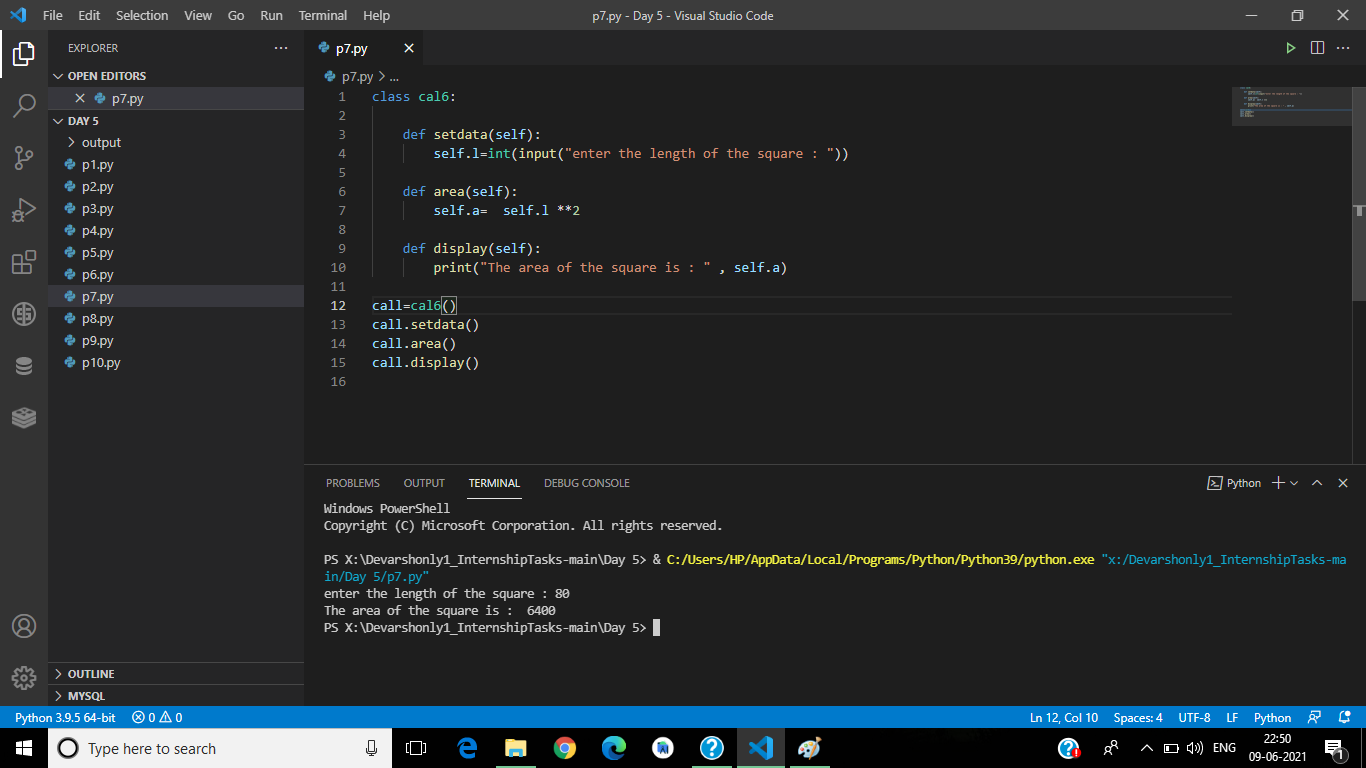 File Edit Selection View Go Run Terminal Help p7.py - Day 5 - Visual Studio Code
EXPLORER
OPEN EDITORS
p7.py
DAY 5
output
p1.py
p2.py
p3.py
p4.py
p5.py
p6.py
p7.py
p8.py
p9.py
p10.py
OUTLINE
MYSQL
p7.py
p7.py > ...
1 class cal6:
2
3     def setdata(self):
4         self.l=int(input("enter the length of the square : "))
5
6     def area(self):
7         self.a=  self.l **2
8
9     def display(self):
10         print("The area of the square is : " , self.a)
11
12 call=cal6()
13 call.setdata()
14 call.area()
15 call.display()
16
PROBLEMS OUTPUT TERMINAL DEBUG CONSOLE Python
Windows PowerShell
Copyright (C) Microsoft Corporation. All rights reserved.
PS X:\Devarshonly1_InternshipTasks-main\Day 5> & C:/Users/HP/AppData/Local/Programs/Python/Python39/python.exe "x:/Devarshonly1_InternshipTasks-ma
in/Day 5/p7.py"
enter the length of the square : 80
The area of the square is :  6400
PS X:\Devarshonly1_InternshipTasks-main\Day 5>
Python 3.9.5 64-bit 0 0 Ln 12, Col 10 Spaces: 4 UTF-8 LF Python
Type here to search ENG 22:50
09-06-2021 1